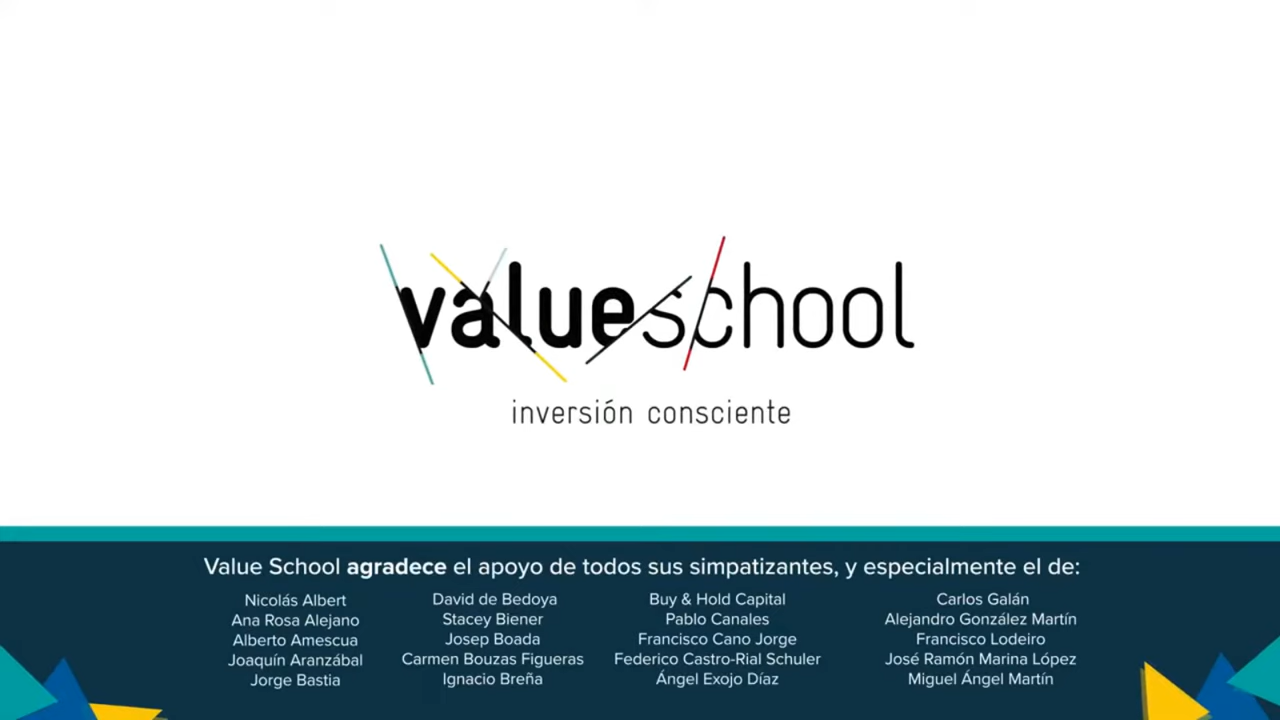 valueschool
inversión consciente
Value School agradece el apoyo de todos sus simpatizantes, y especialmente el de:
Nicolás Albert
Ana Rosa Alejano
Alberto Amescua
Joaquín Aranzábal
Jorge Bastia
David de Bedoya
Stacey Biener
Josep Boada
Carmen Bouzas Figueras
Ignacio Breña
Buy & Hold Capital
Pablo Canales
Francisco Cano Jorge
Federico Castro-Rial Schuler
Ángel Exojo Díaz
Carlos Galán
Alejandro González Martín
Francisco Lodeiro
José Ramón Marina López
Miguel Ángel Martín